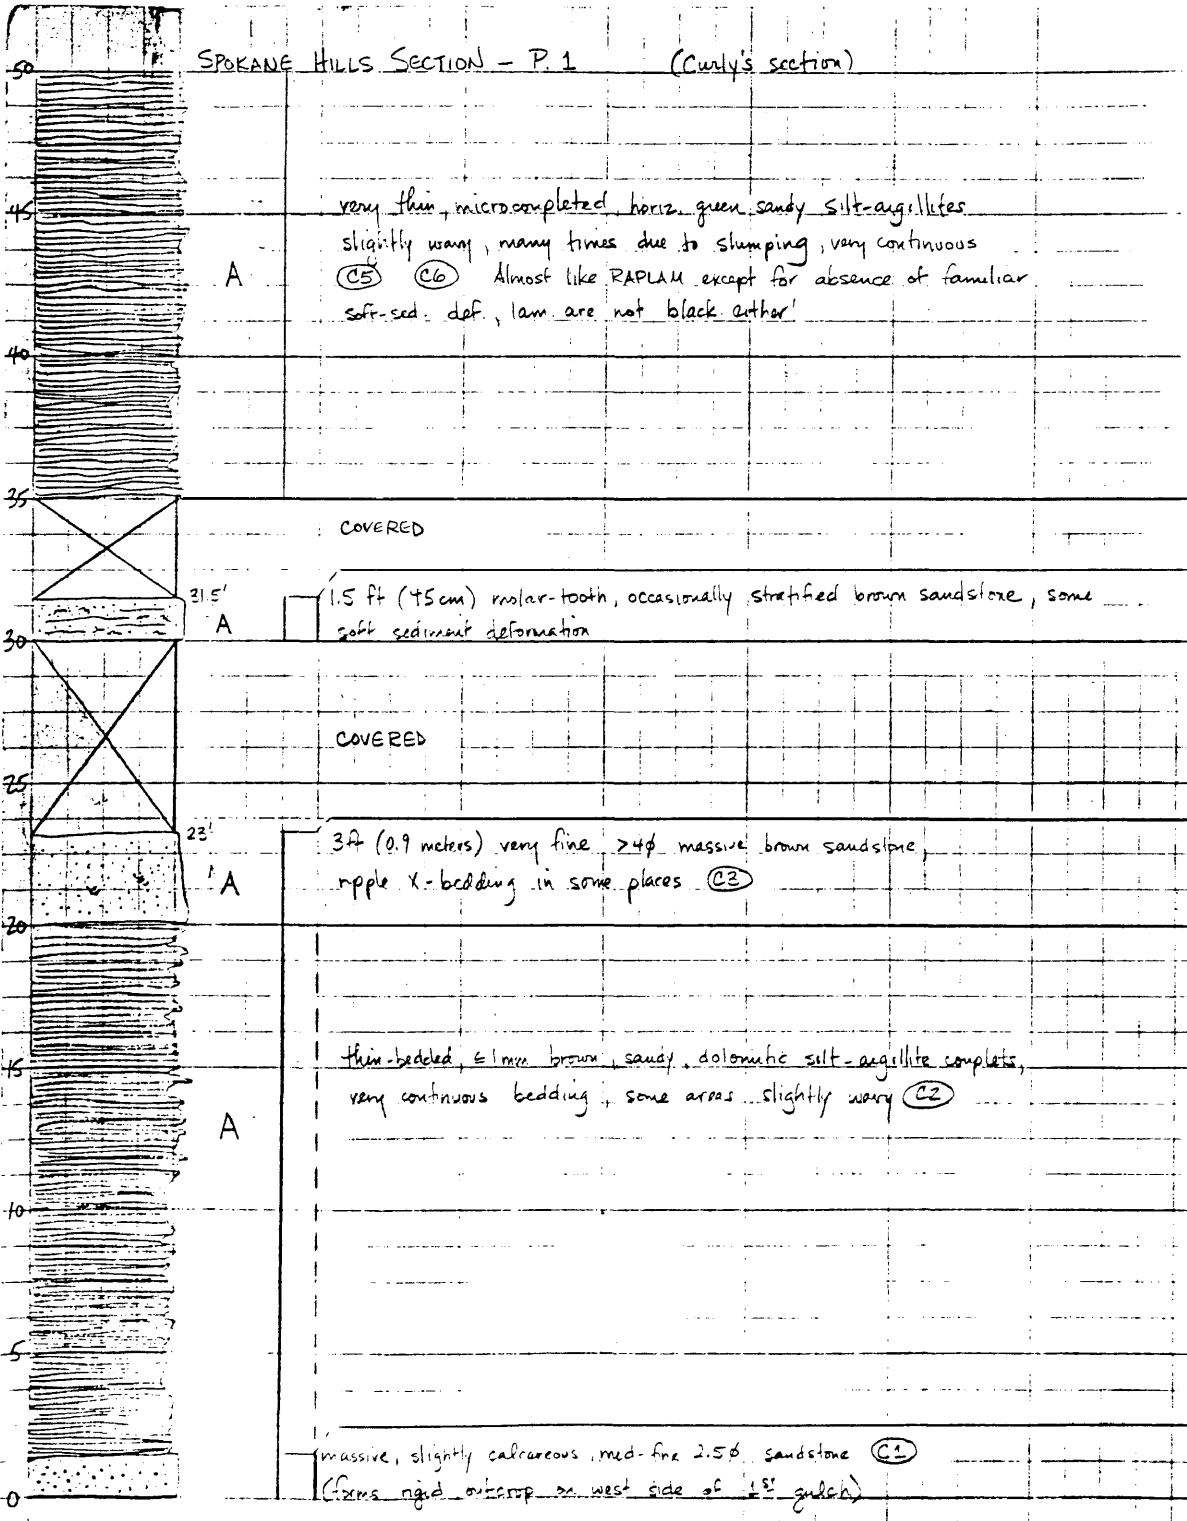 SPOKANE HILLS SECTION - P. 1 (Curly's section)
50
45
very thin, microcoupleted, horiz. green sandy silt-argillites
slightly wavy, many times due to slumping, very continuous
A
C5 C6 Almost like RAPLAM except for absence of familiar
soft-sed. def., lam. are not black either!
40
35
COVERED
31.5'
1.5 ft (45cm) molar-tooth, occasionally stratified brown sandstone, some
A
soft sediment deformation
30
COVERED
25
23'
3ft (0.9 meters) very fine, >4ϕ massive brown sandstone,
A
ripple X-bedding in some places C3
20
thin-bedded, ≤1mm brown, sandy, dolomitic silt-argillite couplets,
15
very continuous bedding, some areas slightly wavy C2
A
10
5
massive, slightly calcareous, med-fine 2.5ϕ sandstone C1
(forms rigid outcrop on west side of 1st gulch)
0